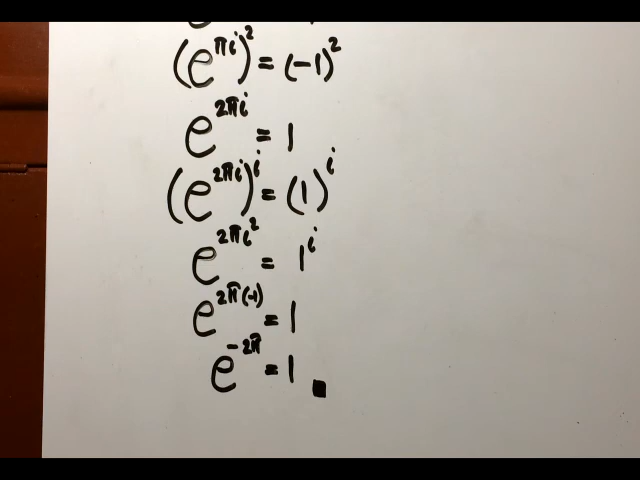 (e^{πi})^2 = (-1)^2
e^{2πi} = 1
(e^{2πi})^i = (1)^i
e^{2πi^2} = 1^i
e^{2π(-1)} = 1
e^{-2π} = 1 ■